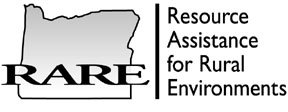 RARE
Resource
Assistance
for Rural
Environments